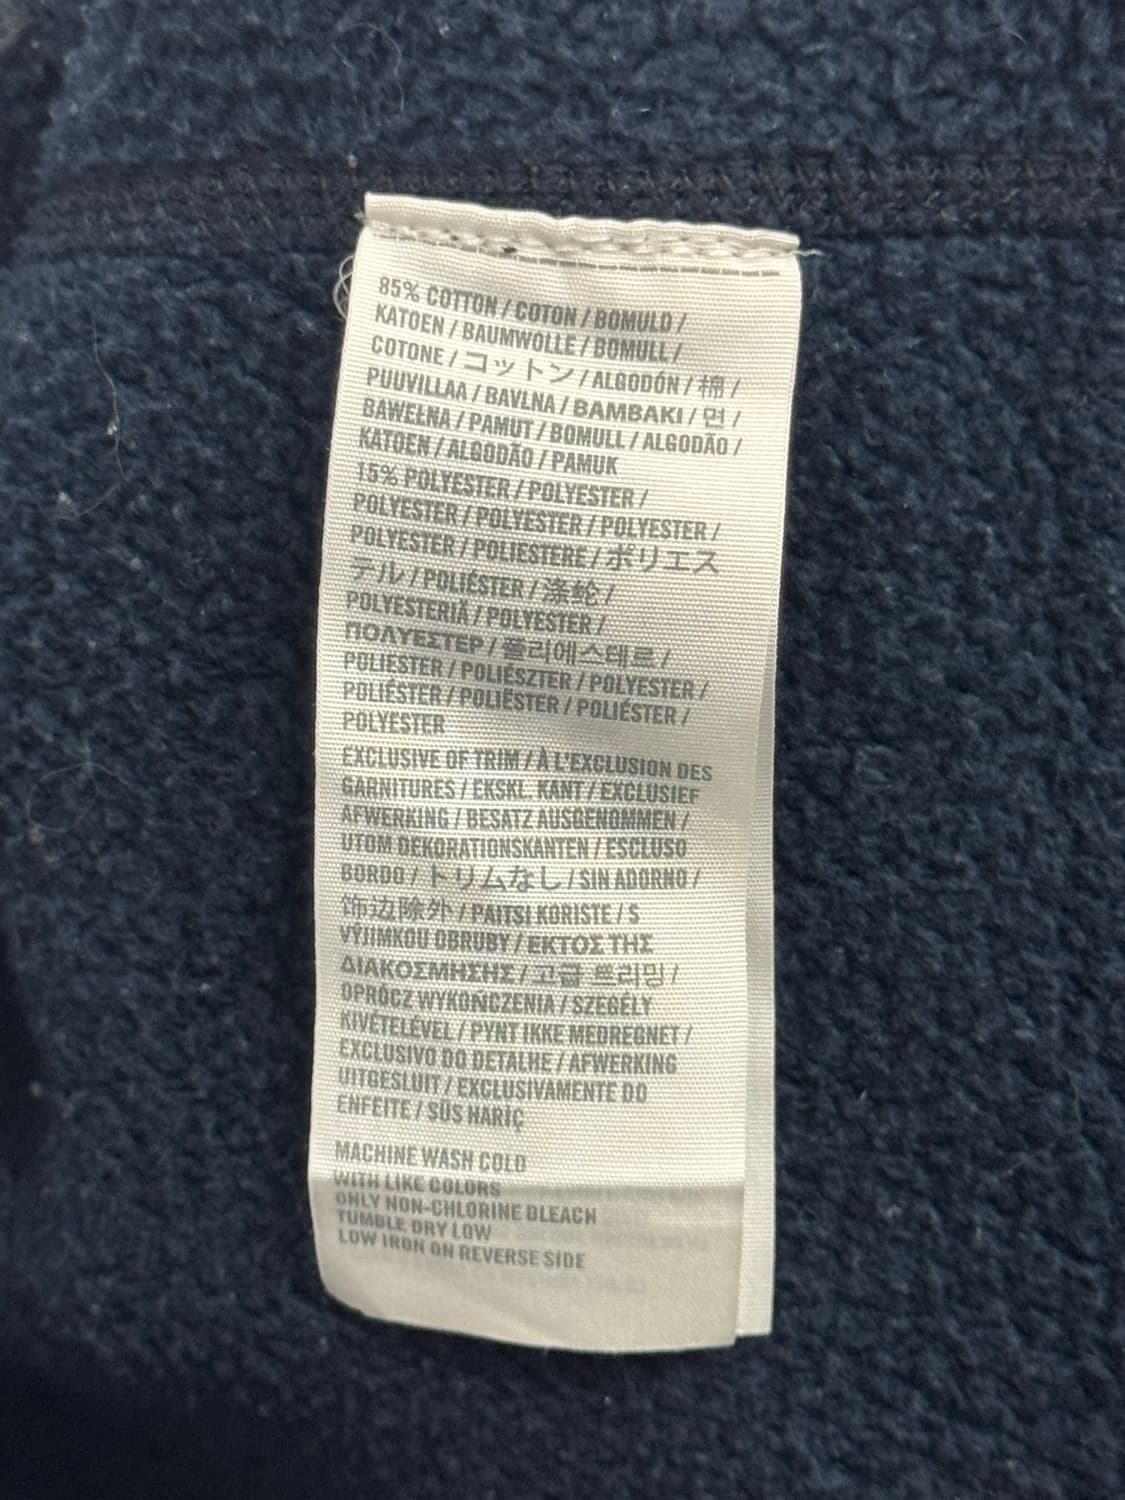 85% COTTON / COTON / BOMULD /
KATOEN / BAUMWOLLE / BOMULL /
COTONE / コットン / ALGODÓN / 棉 /
PUUVILLAA / BAVLNA / ΒΑΜΒΑΚΙ / 면 /
BAWEŁNA / PAMUT / BOMULL / ALGODÃO /
KATOEN / ALGODÃO / PAMUK
15% POLYESTER / POLYESTER /
POLYESTER / POLYESTER / POLYESTER /
POLYESTER / POLIESTERE / ポリエス
テル / POLIÉSTER / 涤纶 /
POLYESTERIÄ / POLYESTER /
ΠΟΛΥΕΣΤΕΡ / 폴리에스테르 /
POLIESTER / POLIÉSZTER / POLYESTER /
POLIÉSTER / POLIËSTER / POLIÉSTER /
POLYESTER
EXCLUSIVE OF TRIM / À L'EXCLUSION DES
GARNITURES / EKSKL. KANT / EXCLUSIEF
AFWERKING / BESATZ AUSGENOMMEN /
UTOM DEKORATIONSKANTEN / ESCLUSO
BORDO / トリムなし / SIN ADORNO /
饰边除外 / PAITSI KORISTE / S
VÝJIMKOU OBRUBY / ΕΚΤΟΣ ΤΗΣ
ΔΙΑΚΟΣΜΗΣΗΣ / 고급 트리밍 /
OPRÓCZ WYKOŃCZENIA / SZEGÉLY
KIVÉTELÉVEL / PYNT IKKE MEDREGNET /
EXCLUSIVO DO DETALHE / AFWERKING
UITGESLUIT / EXCLUSIVAMENTE DO
ENFEITE / SÜS HARİÇ
MACHINE WASH COLD
WITH LIKE COLORS
ONLY NON-CHLORINE BLEACH
TUMBLE DRY LOW
LOW IRON ON REVERSE SIDE